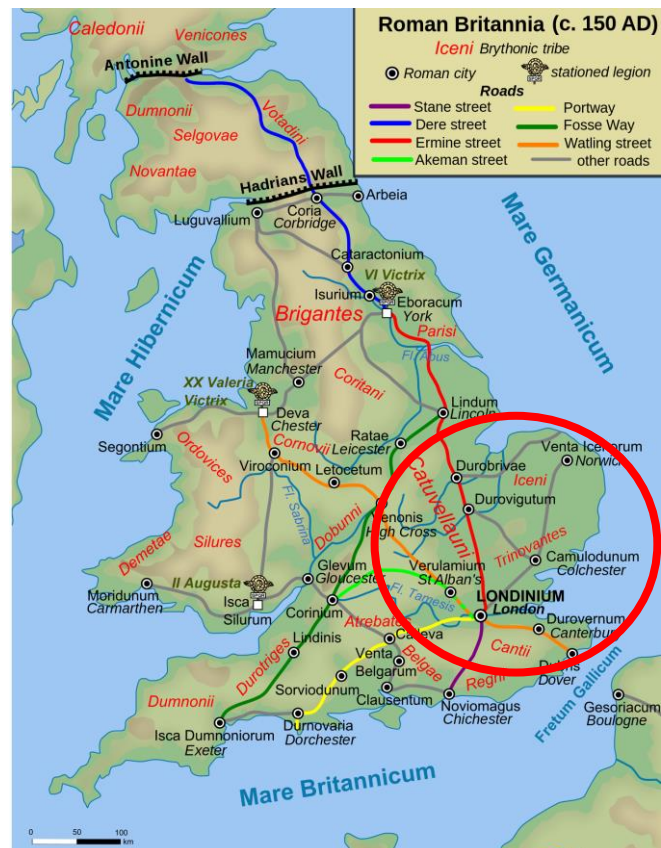 Roman Britannia (c. 150 AD)
Iceni Brythonic tribe
Roman city
stationed legion
Roads
Stane street
Portway
Dere street
Fosse Way
Ermine street
Watling street
Akeman street
other roads
Caledonii
Venicones
Antonine Wall
Dumnonii
Votadini
Selgovae
Novantae
Hadrians Wall
Arbeia
Luguvallium
Coria
Corbridge
Mare Germanicum
Cataractonium
VI Victrix
Isurium
Eboracum
York
Brigantes
Parisi
Fl. Abus
Mare Hibernicum
Mamucium
Manchester
Coritani
XX Valeria
Victrix
Deva
Chester
Lindum
Lincoln
Segontium
Ordovices
Cornovii
Ratae
Leicester
Venta Icenorum
Norwich
Viroconium
Letocetum
Catuvellauni
Durobrivae
Iceni
Durovigutum
Fl. Sabrina
Venonis
High Cross
Dobunni
Trinovantes
Demetae
Silures
Camulodunum
Colchester
Verulamium
St Alban's
II Augusta
Glevum
Gloucester
Moridunum
Carmarthen
Isca
Silurum
Corinium
Fl. Tamesis
LONDINIUM
London
Atrebates
Durovernum
Canterbury
Lindinis
Calleva
Cantii
Durotriges
Venta
Belgarum
Belgae
Dubris
Dover
Regni
Sorviodunum
Dumnonii
Clausentum
Noviomagus
Chichester
Fretum Gallicum
Gesoriacum
Boulogne
Isca Dumnoniorum
Exeter
Durnovaria
Dorchester
Mare Britannicum
0 50 100
km